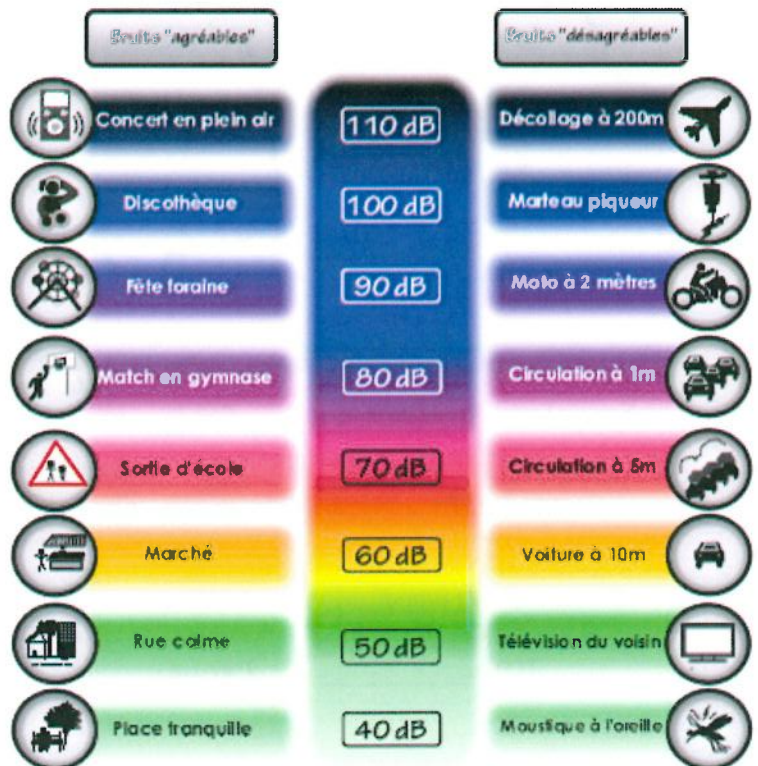 Bruits "agréables"
Bruits "désagréables"
Concert en plein air
110 dB
Décollage à 200m
Discothèque
100 dB
Marteau piqueur
Fête foraine
90 dB
Moto à 2 mètres
Match en gymnase
80 dB
Circulation à 1m
Sortie d'école
70 dB
Circulation à 5m
Marché
60 dB
Voiture à 10m
Rue calme
50 dB
Télévision du voisin
Place tranquille
40 dB
Moustique à l'oreille